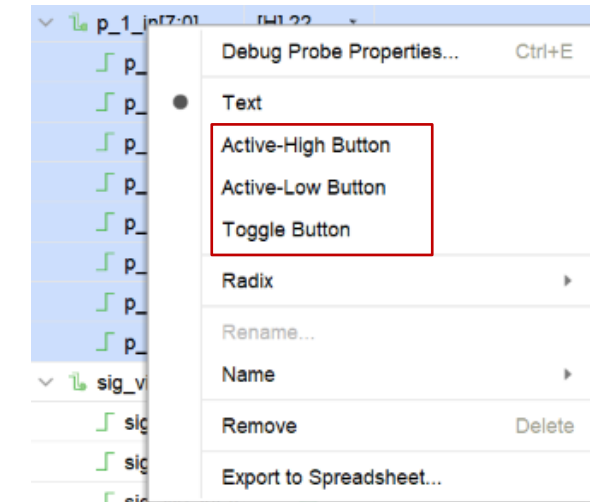 p_1_in[7:0] [H] 22
Debug Probe Properties... Ctrl+E
p_
Text
p_
Active-High Button
p_
Active-Low Button
p_
Toggle Button
p_
p_
Radix
p_
Rename...
p_
Name
sig_vi
Remove Delete
sig
sig
Export to Spreadsheet...